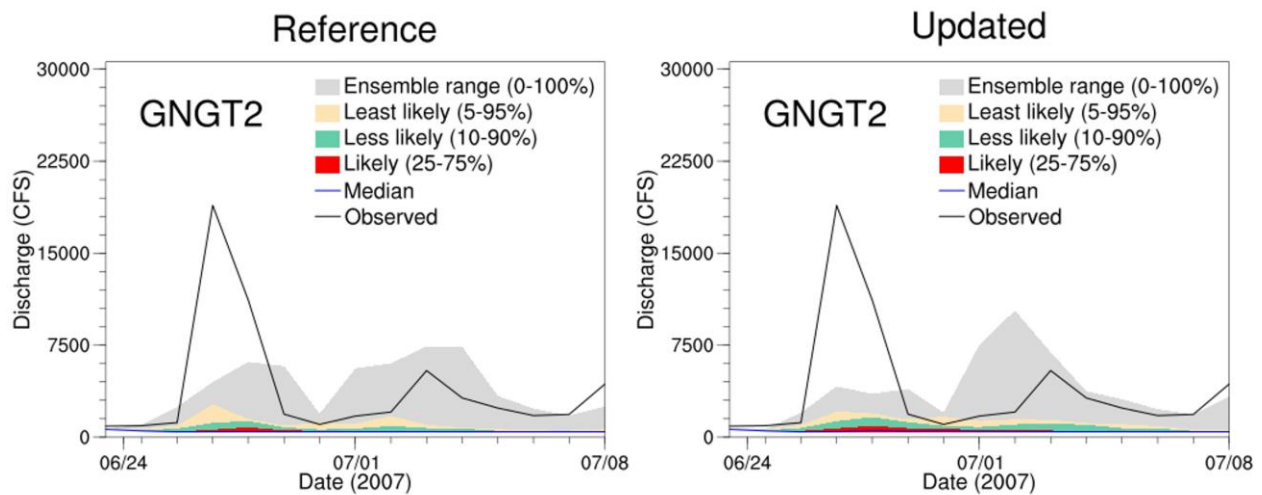 Reference
30000
22500
15000
7500
0
Discharge (CFS)
GNGT2
Ensemble range (0-100%)
Least likely (5-95%)
Less likely (10-90%)
Likely (25-75%)
Median
Observed
06/24
07/01
07/08
Date (2007)
Updated
30000
22500
15000
7500
0
Discharge (CFS)
GNGT2
Ensemble range (0-100%)
Least likely (5-95%)
Less likely (10-90%)
Likely (25-75%)
Median
Observed
06/24
07/01
07/08
Date (2007)